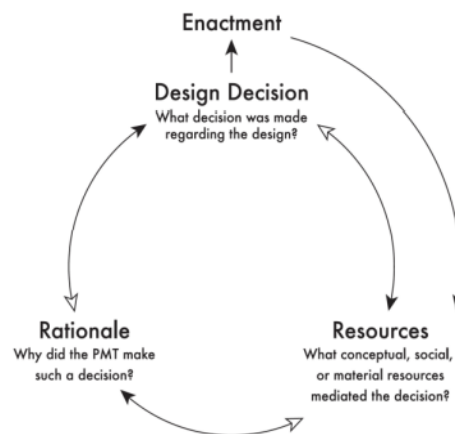 Enactment
Design Decision
What decision was made
regarding the design?
Rationale
Why did the PMT make
such a decision?
Resources
What conceptual, social,
or material resources
mediated the decision?